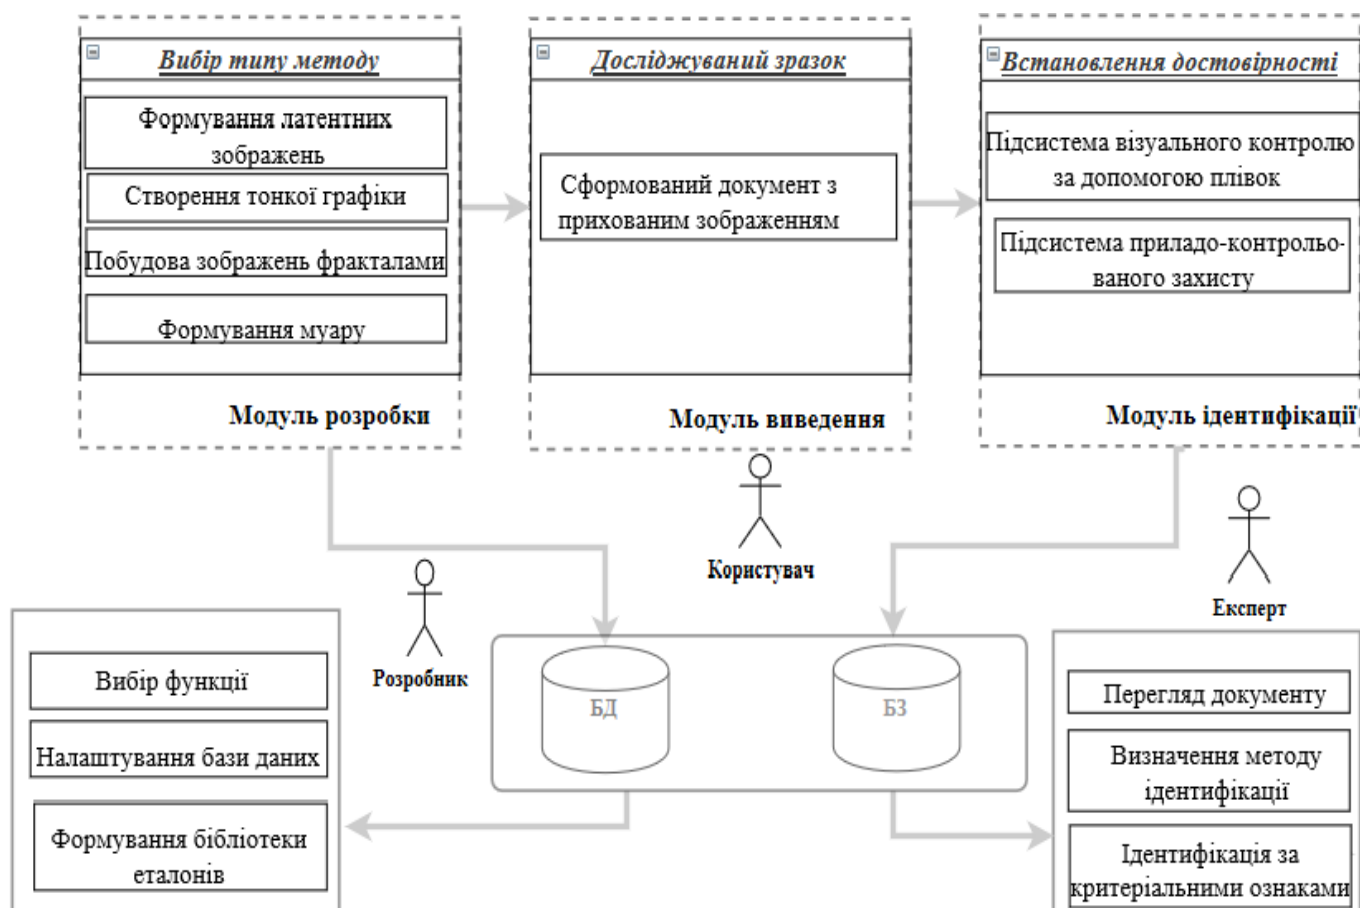 Вибір типу методу
Формування латентних
зображень
Створення тонкої графіки
Побудова зображень фракталами
Формування муару
Модуль розробки
Досліджуваний зразок
Сформований документ з
прихованим зображенням
Модуль виведення
Встановлення достовірності
Підсистема візуального контролю
за допомогою плівок
Підсистема приладо-контрольо-
ваного захисту
Модуль ідентифікації
Користувач
Експерт
Розробник
Вибір функції
Налаштування бази даних
Формування бібліотеки
еталонів
БД
БЗ
Перегляд документу
Визначення методу
ідентифікації
Ідентифікація за
критеріальними ознаками